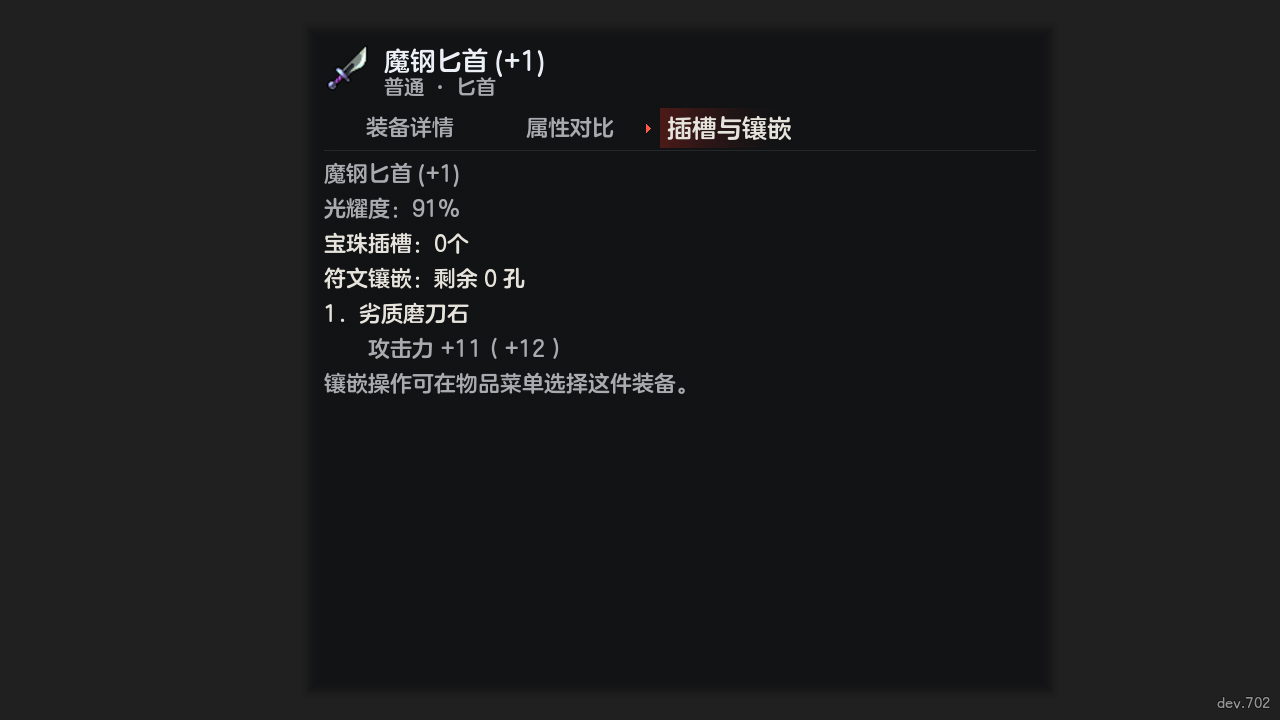 魔钢匕首 (+1)
普通 · 匕首
装备详情 属性对比 插槽与镶嵌
魔钢匕首 (+1)
光耀度：91%
宝珠插槽：0个
符文镶嵌：剩余 0 孔
1. 劣质磨刀石
攻击力 +11 ( +12 )
镶嵌操作可在物品菜单选择这件装备。
dev.702